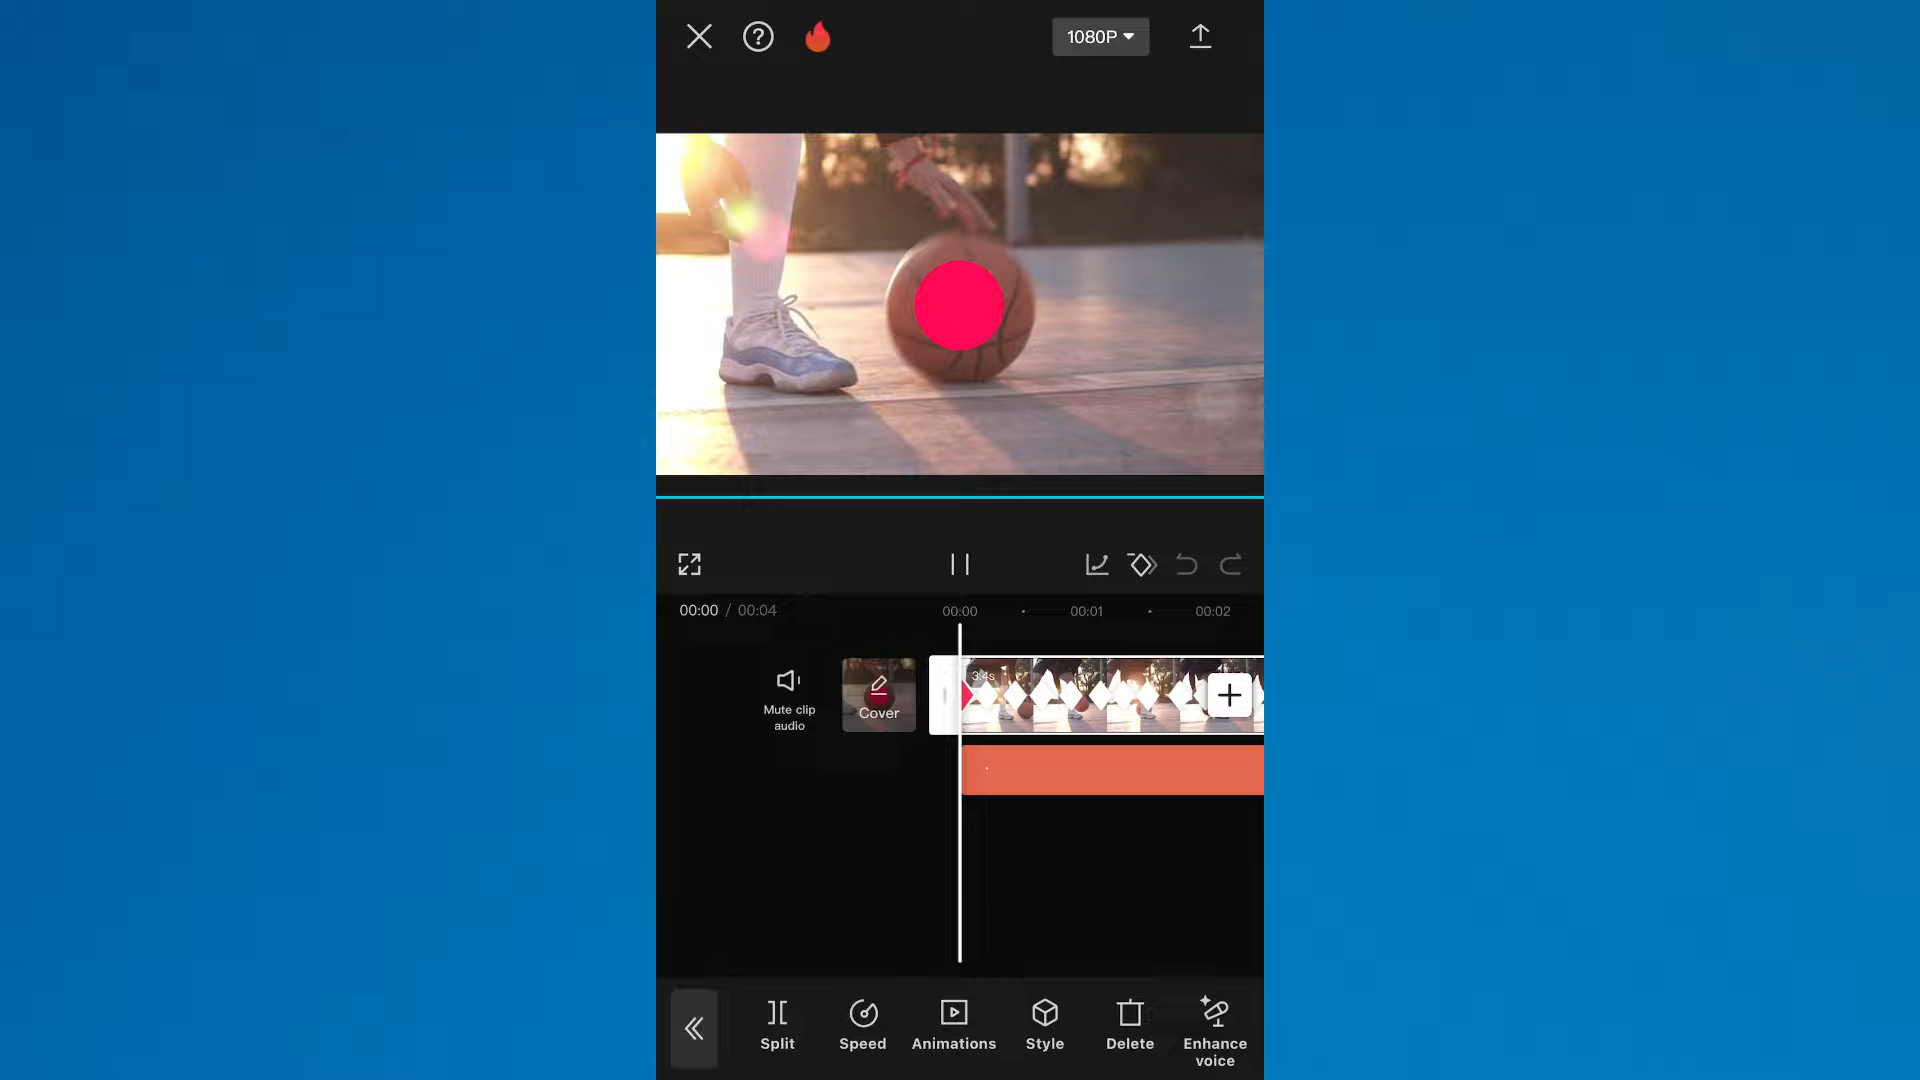 1080P
00:00 / 00:04
00:00
00:01
00:02
3.4s
Mute clip
audio
Cover
Split
Speed
Animations
Style
Delete
Enhance
voice